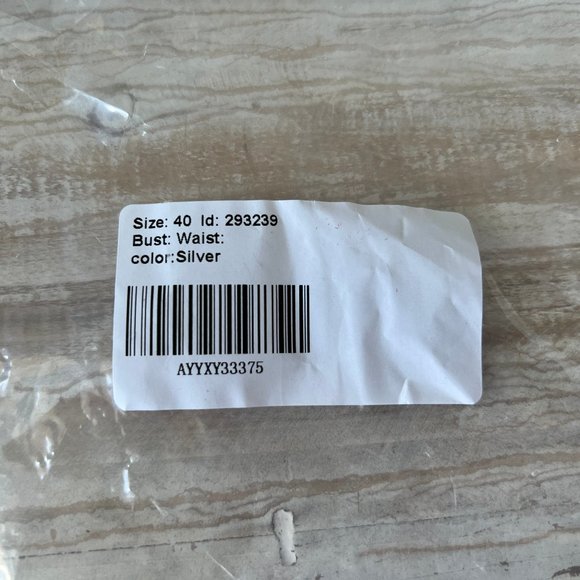 Size: 40 Id: 293239
Bust: Waist:
color:Silver
AYYXY33375